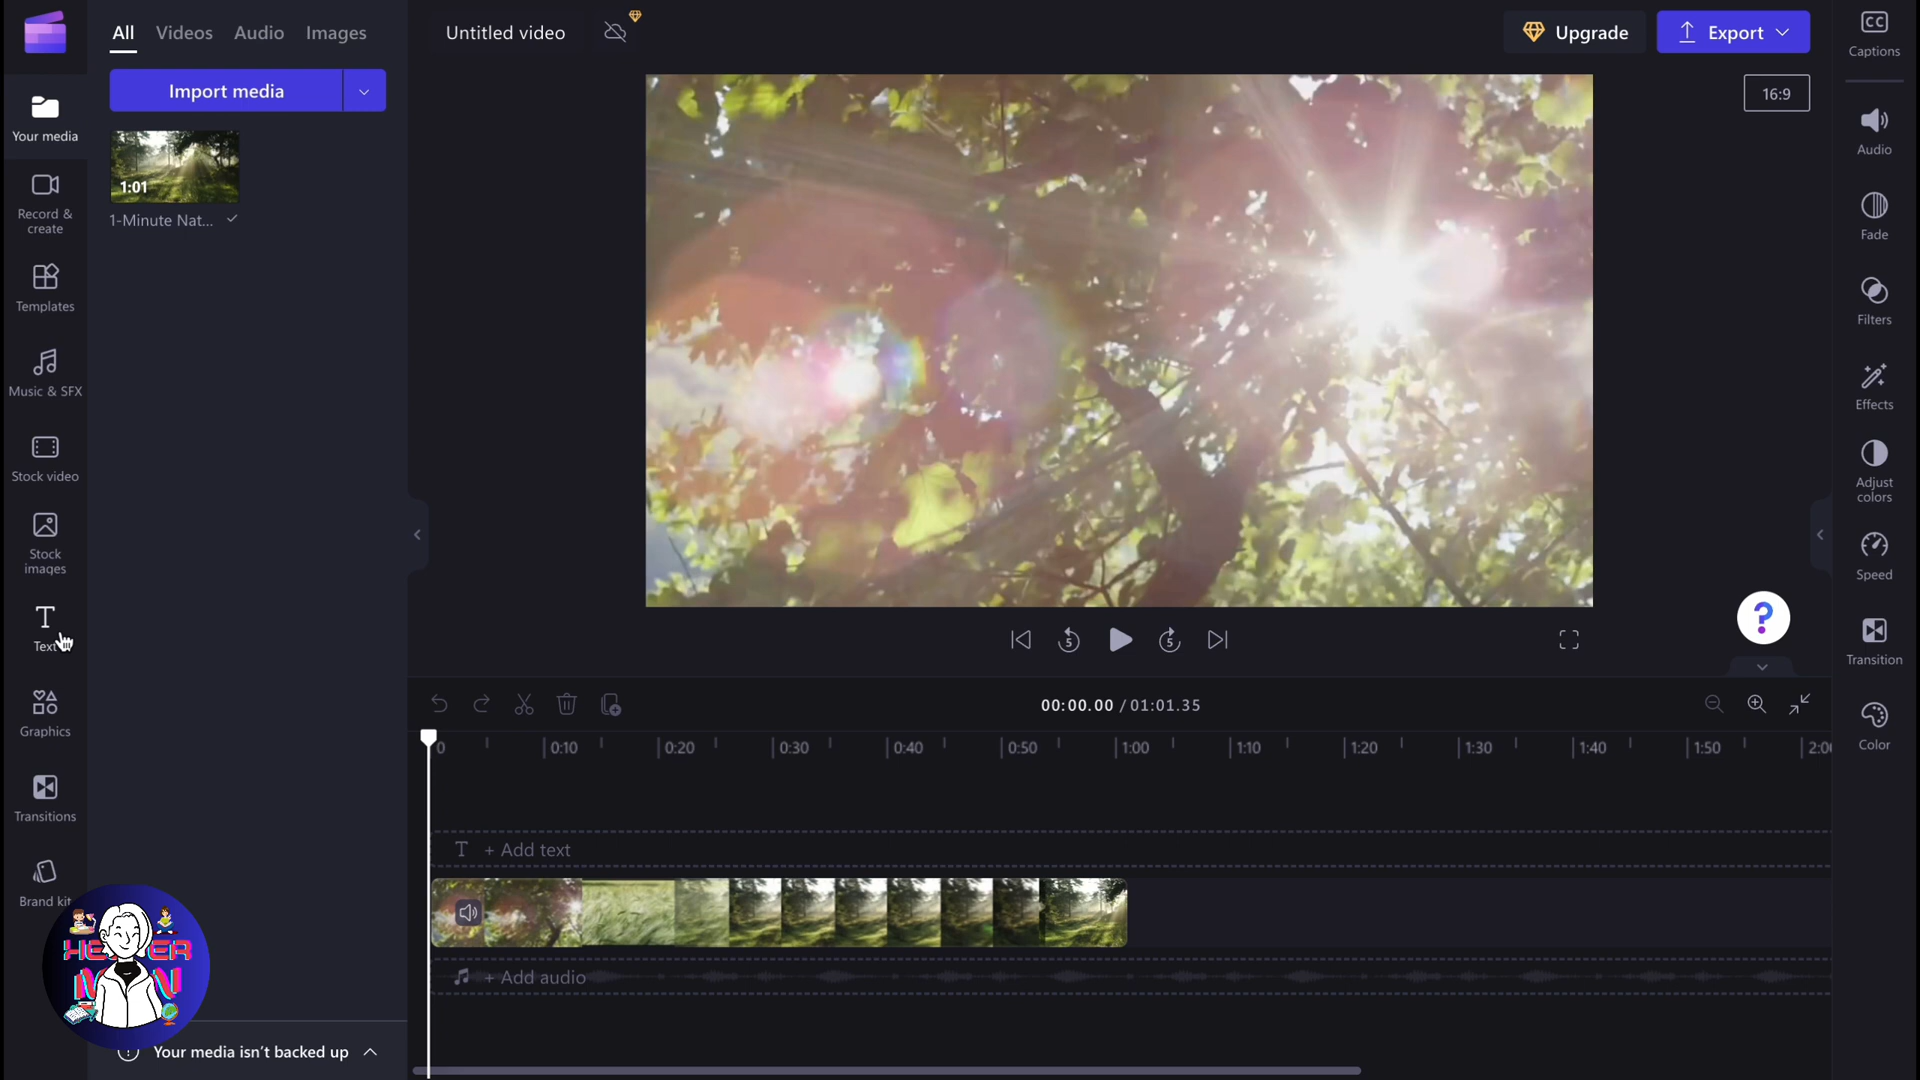 All Videos Audio Images
Untitled video
Upgrade
Export
Captions
Import media
16:9
Your media
1:01
1-Minute Nat...
Record &
create
Templates
Music & SFX
Stock video
Stock
images
Text
Graphics
Transitions
Brand kit
Audio
Fade
Filters
Effects
Adjust
colors
Speed
Transition
Color
5
5
?
00:00.00 / 01:01.35
0 0:10 0:20 0:30 0:40 0:50 1:00 1:10 1:20 1:30 1:40 1:50 2:00
T + Add text
+ Add audio
Your media isn't backed up